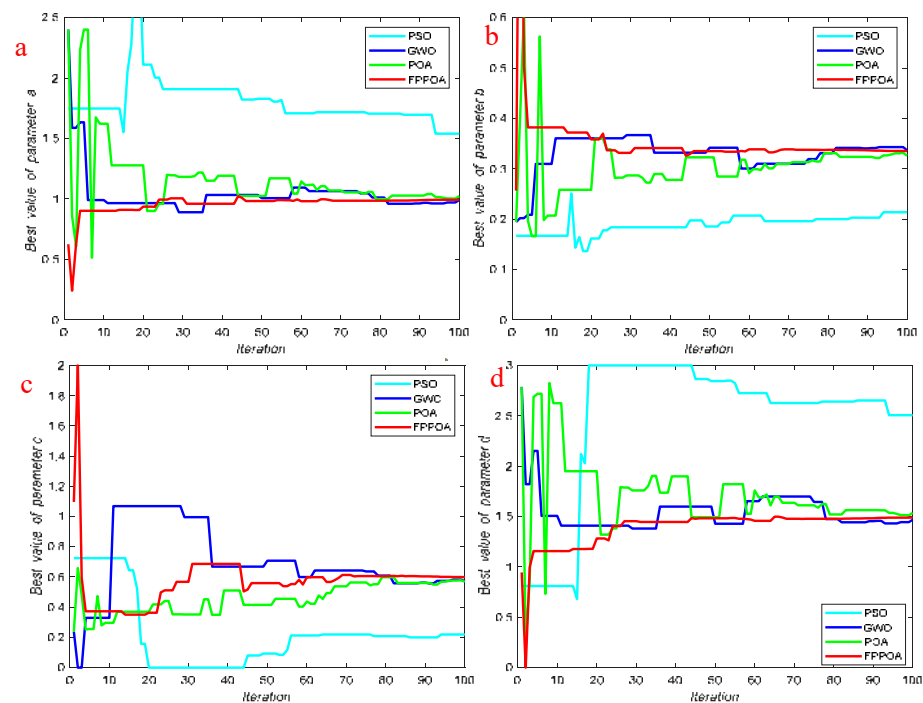 a
2.5
2
1.5
1
0.5
0
Best value of parameter a
0 10 20 30 40 50 60 70 80 90 100
Iteration
PSO
GWO
POA
FPPOA
b
0.6
0.5
0.4
0.3
0.2
0.1
0
Best value of parameter b
0 10 20 30 40 50 60 70 80 90 100
Iteration
PSO
GWO
POA
FPPOA
c
2
1.8
1.6
1.4
1.2
1
0.8
0.6
0.4
0.2
0
Best value of parameter c
0 10 20 30 40 50 60 70 80 90 100
Iteration
PSO
GWO
POA
FPPOA
d
3
2.5
2
1.5
1
0.5
0
Best value of parameter d
0 10 20 30 40 50 60 70 80 90 100
Iteration
PSO
GWO
POA
FPPOA